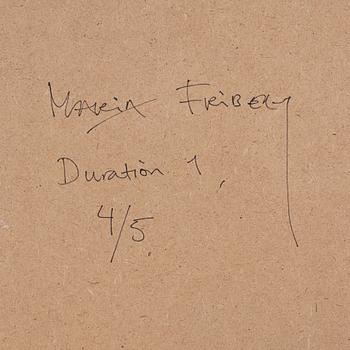 Maria Friberg
Duration 1,
4/5